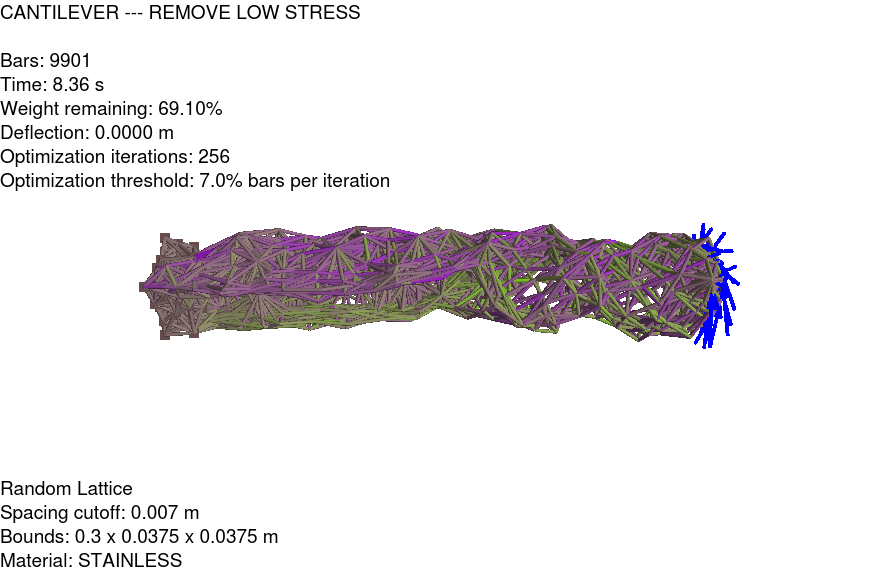 CANTILEVER --- REMOVE LOW STRESS
Bars: 9901
Time: 8.36 s
Weight remaining: 69.10%
Deflection: 0.0000 m
Optimization iterations: 256
Optimization threshold: 7.0% bars per iteration
Random Lattice
Spacing cutoff: 0.007 m
Bounds: 0.3 x 0.0375 x 0.0375 m
Material: STAINLESS